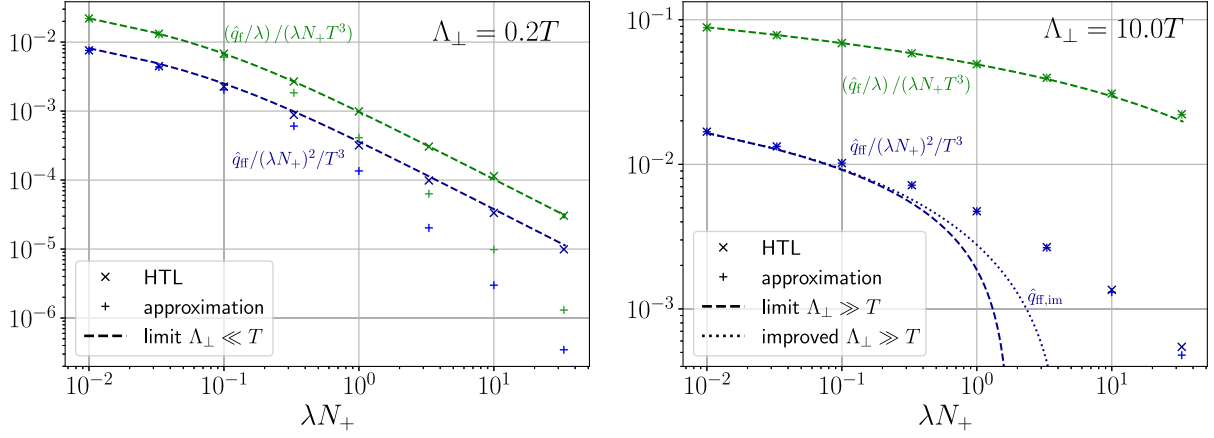 Λ⊥ = 0.2T
(q̂f/λ)/(λN+T³)
q̂ff/(λN+)²/T³
10⁻²
10⁻³
10⁻⁴
10⁻⁵
10⁻⁶
HTL
approximation
limit Λ⊥ ≪ T
10⁻² 10⁻¹ 10⁰ 10¹
λN+
Λ⊥ = 10.0T
(q̂f/λ)/(λN+T³)
q̂ff/(λN+)²/T³
q̂ff,im
10⁻¹
10⁻²
10⁻³
HTL
approximation
limit Λ⊥ ≫ T
improved Λ⊥ ≫ T
10⁻² 10⁻¹ 10⁰ 10¹
λN+